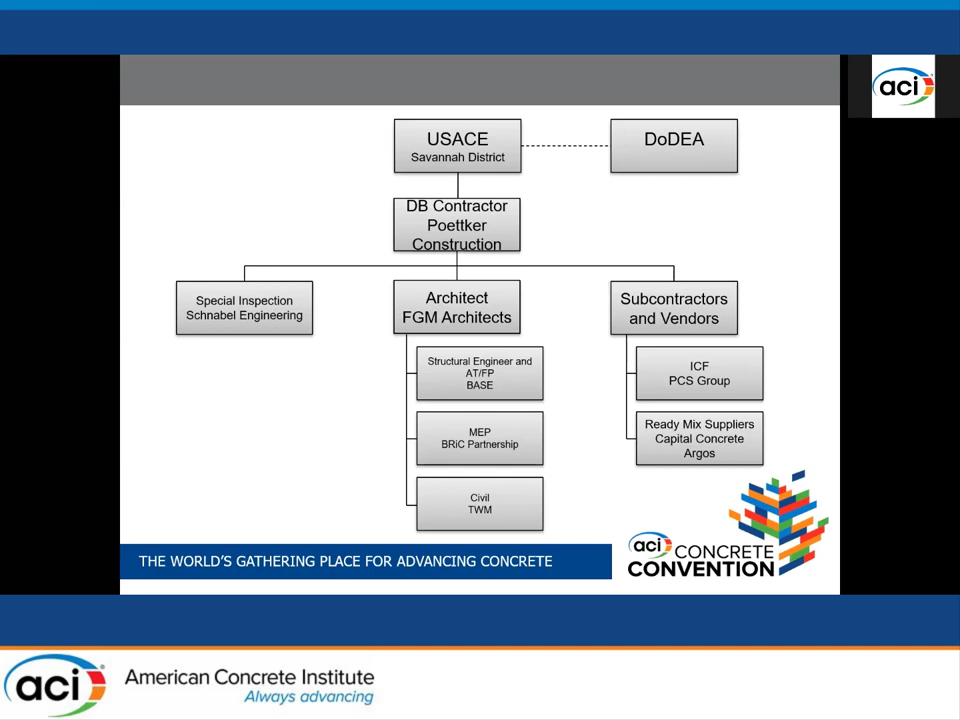 aci
USACE
Savannah District
DoDEA
DB Contractor
Poettker
Construction
Special Inspection
Schnabel Engineering
Architect
FGM Architects
Subcontractors
and Vendors
Structural Engineer and
AT/FP
BASE
ICF
PCS Group
MEP
BRiC Partnership
Ready Mix Suppliers
Capital Concrete
Argos
Civil
TWM
THE WORLD'S GATHERING PLACE FOR ADVANCING CONCRETE
aci CONCRETE
CONVENTION
aci
American Concrete Institute
Always advancing